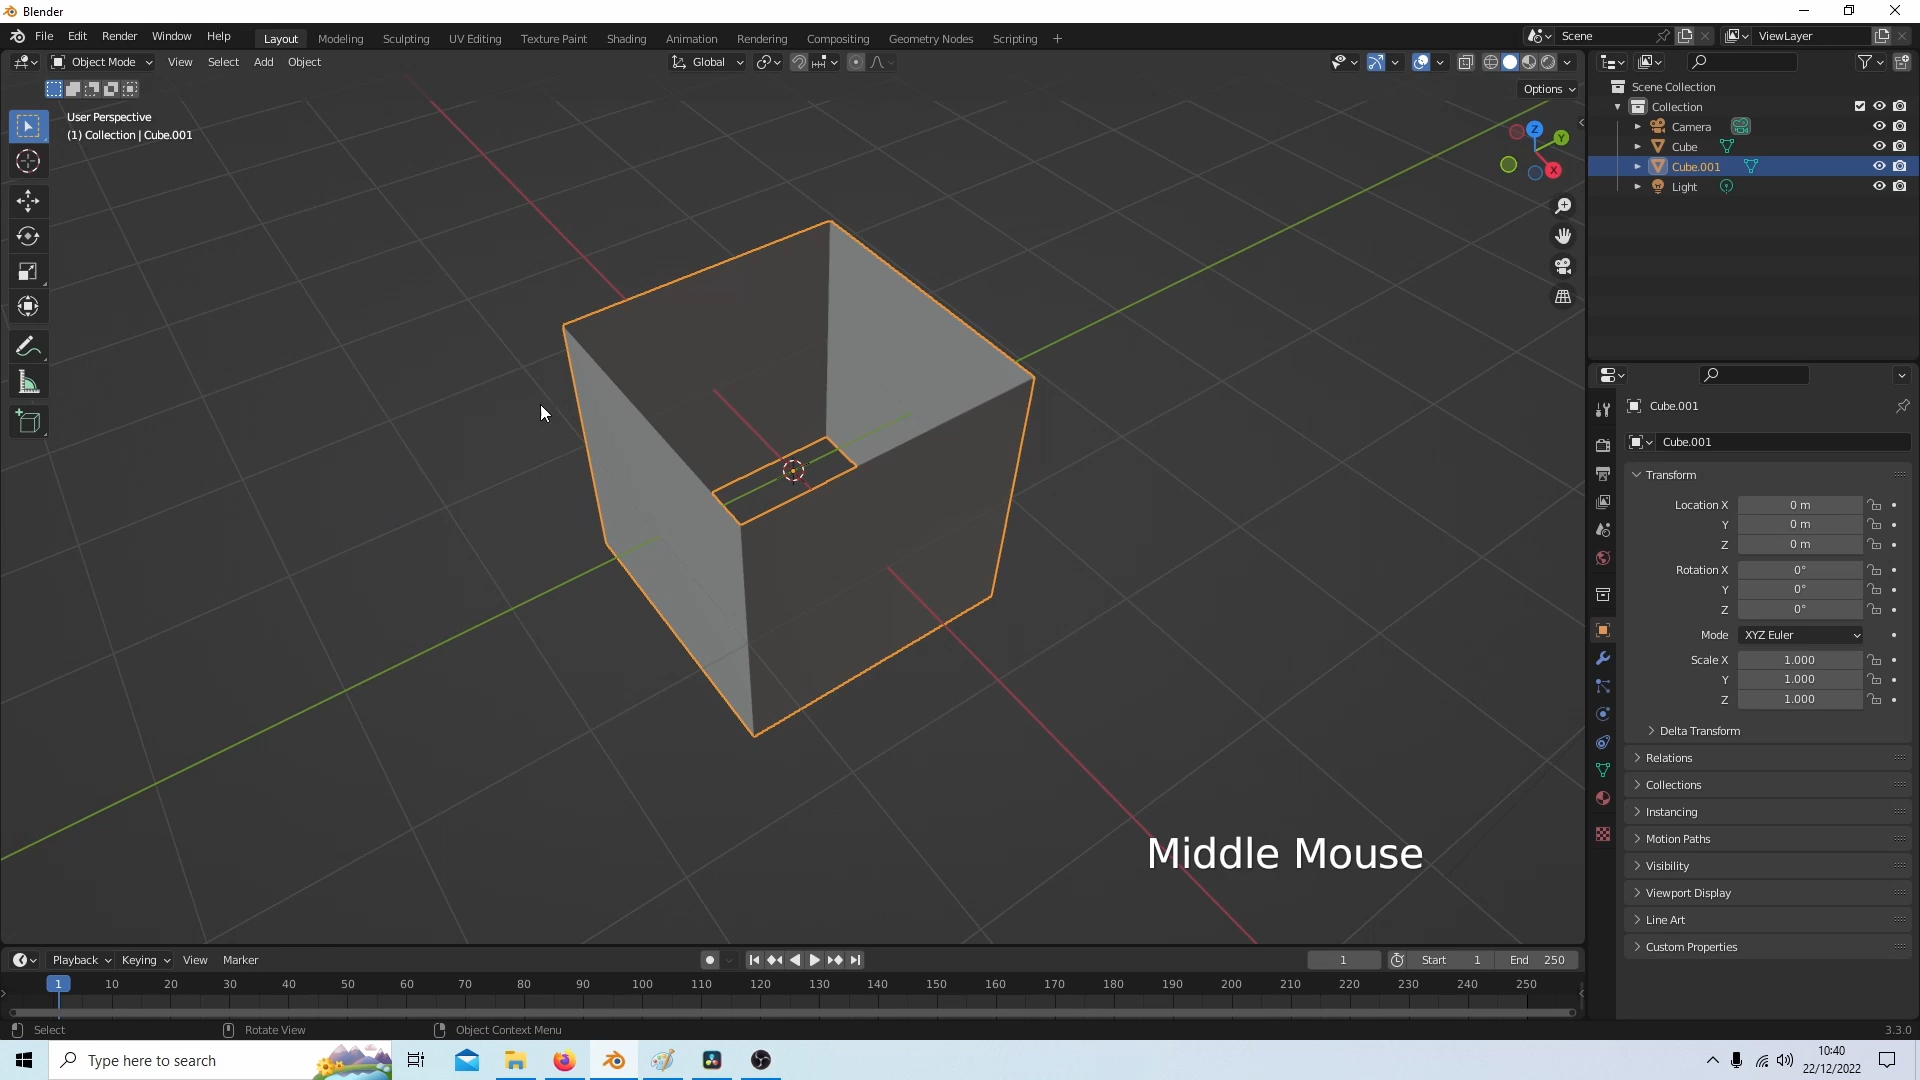 Blender
File Edit Render Window Help Layout Modeling Sculpting UV Editing Texture Paint Shading Animation Rendering Compositing Geometry Nodes Scripting + Scene ViewLayer
Object Mode View Select Add Object Global
Options
User Perspective
(1) Collection | Cube.001
Z
Y
X
Scene Collection
Collection
Camera
Cube
Cube.001
Light
Cube.001
Cube.001
Transform
Location X 0 m
Y 0 m
Z 0 m
Rotation X 0°
Y 0°
Z 0°
Mode XYZ Euler
Scale X 1.000
Y 1.000
Z 1.000
Delta Transform
Relations
Collections
Instancing
Motion Paths
Visibility
Viewport Display
Line Art
Custom Properties
Middle Mouse
Playback Keying View Marker 1 Start 1 End 250
1 10 20 30 40 50 60 70 80 90 100 110 120 130 140 150 160 170 180 190 200 210 220 230 240 250
Select Rotate View Object Context Menu 3.3.0
Type here to search
10:40
22/12/2022